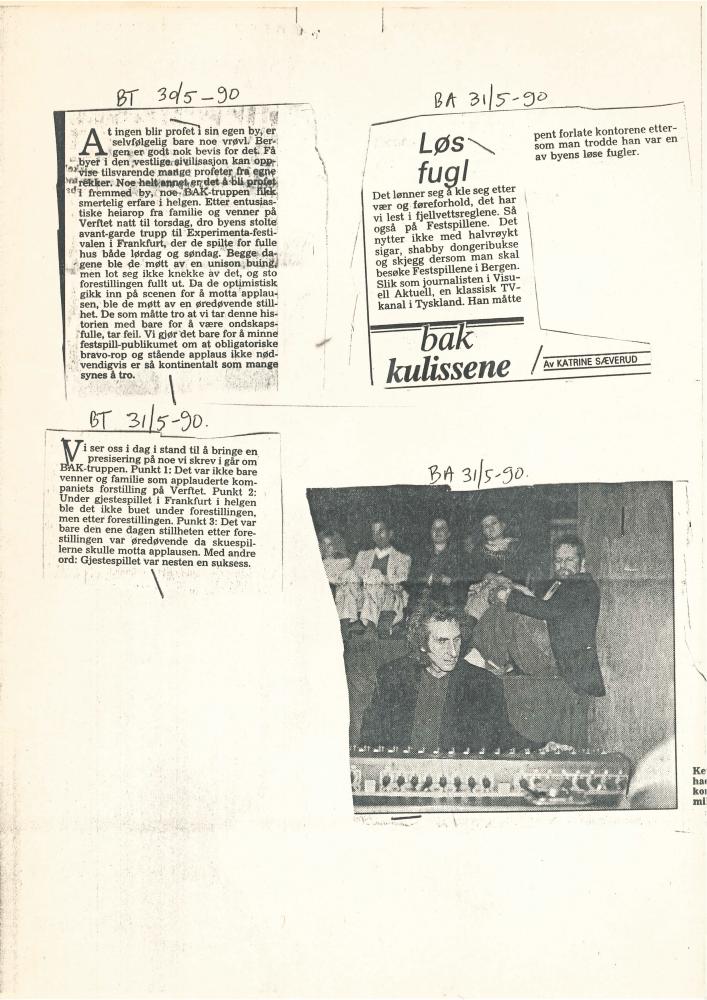 BT 30/5-90
At ingen blir profet i sin egen by, er
selvfølgelig bare noe vrøvl. Ber-
gen er godt nok bevis for det. Få
byer i den vestlige sivilisasjon kan opp-
vise tilsvarende mange profeter fra egne
rekker. Noe helt annet er det å bli profet
i fremmed by, noe BAK-truppen fikk
smertelig erfare i helgen. Etter entusias-
tiske heiarop fra familie og venner på
Verftet natt til torsdag, dro byens stolte
avant-garde trupp til Experimenta-festi-
valen i Frankfurt, der de spilte for fulle
hus både lørdag og søndag. Begge da-
gene ble de møtt av en unison buing,
men lot seg ikke knekke av det, og sto
forestillingen fullt ut. Da de optimistisk
gikk inn på scenen for å motta applau-
sen, ble de møtt av en øredøvende still-
het. De som måtte tro at vi tar denne his-
torien med bare for å være ondskaps-
fulle, tar feil. Vi gjør det bare for å minne
festspill-publikumet om at obligatoriske
bravo-rop og stående applaus ikke nød-
vendigvis er så kontinentalt som mange
synes å tro.
BA 31/5-90
Løs
fugl
Det lønner seg å kle seg etter
vær og føreforhold, det har
vi lest i fjellvettsreglene. Så
også på Festspillene. Det
nytter ikke med halvrøykt
sigar, shabby dongeribukse
og skjegg dersom man skal
besøke Festspillene i Bergen.
Slik som journalisten i Visu-
ell Aktuell, en klassisk TV-
kanal i Tyskland. Han måtte
pent forlate kontorene etter-
som man trodde han var en
av byens løse fugler.
bak
kulissene
Av KATRINE SÆVERUD
BT 31/5-90.
Vi ser oss i dag i stand til å bringe en
presisering på noe vi skrev i går om
BAK-truppen. Punkt 1: Det var ikke bare
venner og familie som applauderte kom-
paniets forstilling på Verftet. Punkt 2:
Under gjestespillet i Frankfurt i helgen
ble det ikke buet under forestillingen,
men etter forestillingen. Punkt 3: Det var
bare den ene dagen stillheten etter fore-
stillingen var øredøvende da skuespil-
lerne skulle motta applausen. Med andre
ord: Gjestespillet var nesten en suksess.
BA 31/5-90.